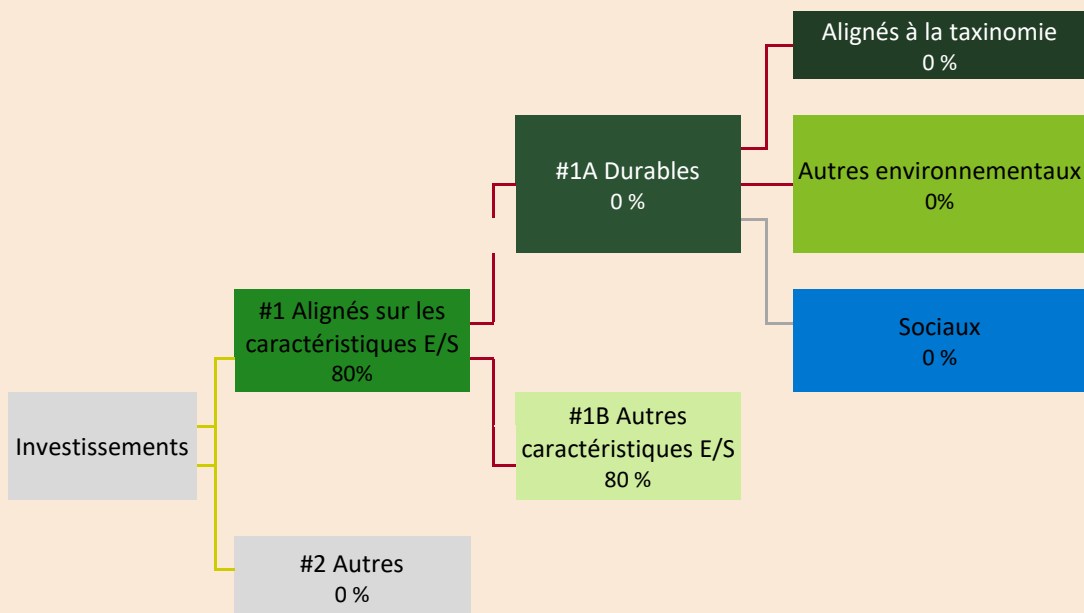 Alignés à la taxinomie
0 %
#1A Durables
0 %
Autres environnementaux
0%
#1 Alignés sur les
caractéristiques E/S
80%
Sociaux
0 %
Investissements
#1B Autres
caractéristiques E/S
80 %
#2 Autres
0 %